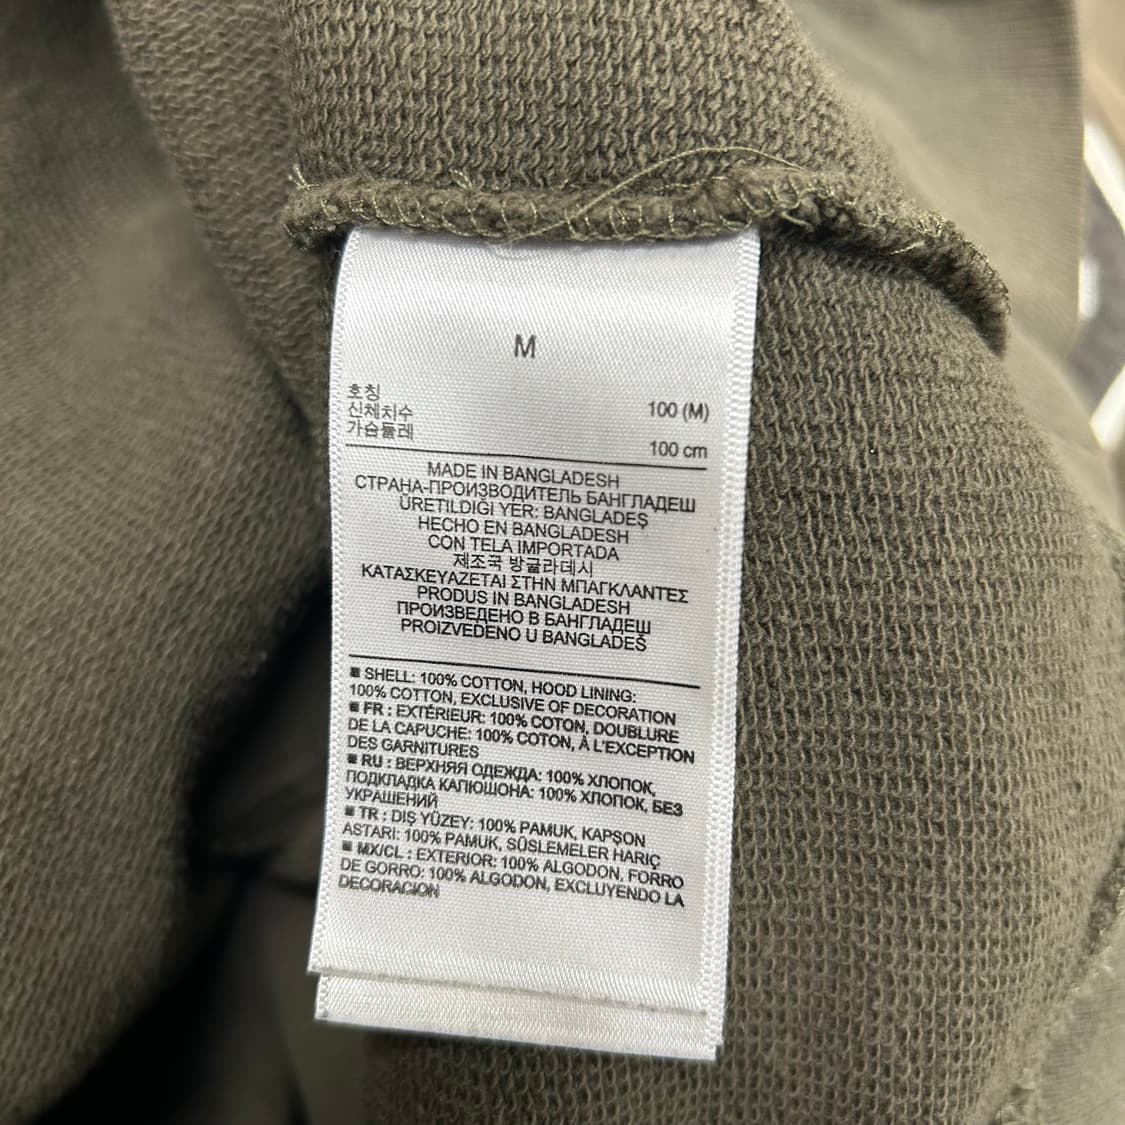 M
호칭
신체치수 100 (M)
가슴둘레 100 cm
MADE IN BANGLADESH
СТРАНА-ПРОИЗВОДИТЕЛЬ БАНГЛАДЕШ
ÜRETILDIĞI YER: BANGLADEŞ
HECHO EN BANGLADESH
CON TELA IMPORTADA
제조국 방글라데시
ΚΑΤΑΣΚΕΥΑΖΕΤΑΙ ΣΤΗΝ ΜΠΑΓΚΛΑΝΤΕΣ
PRODUS IN BANGLADESH
ПРОИЗВЕДЕНО В БАНГЛАДЕШ
PROIZVEDENO U BANGLADEŠ
■ SHELL: 100% COTTON, HOOD LINING:
100% COTTON, EXCLUSIVE OF DECORATION
■ FR : EXTÉRIEUR: 100% COTON, DOUBLURE
DE LA CAPUCHE: 100% COTON, À L'EXCEPTION
DES GARNITURES
■ RU : ВЕРХНЯЯ ОДЕЖДА: 100% ХЛОПОК,
ПОДКЛАДКА КАПЮШОНА: 100% ХЛОПОК, БЕЗ
УКРАШЕНИЙ
■ TR : DIŞ YÜZEY: 100% PAMUK, KAPŞON
ASTARI: 100% PAMUK, SÜSLEMELER HARIÇ
■ MX/CL : EXTERIOR: 100% ALGODON, FORRO
DE GORRO: 100% ALGODON, EXCLUYENDO LA
DECORACION